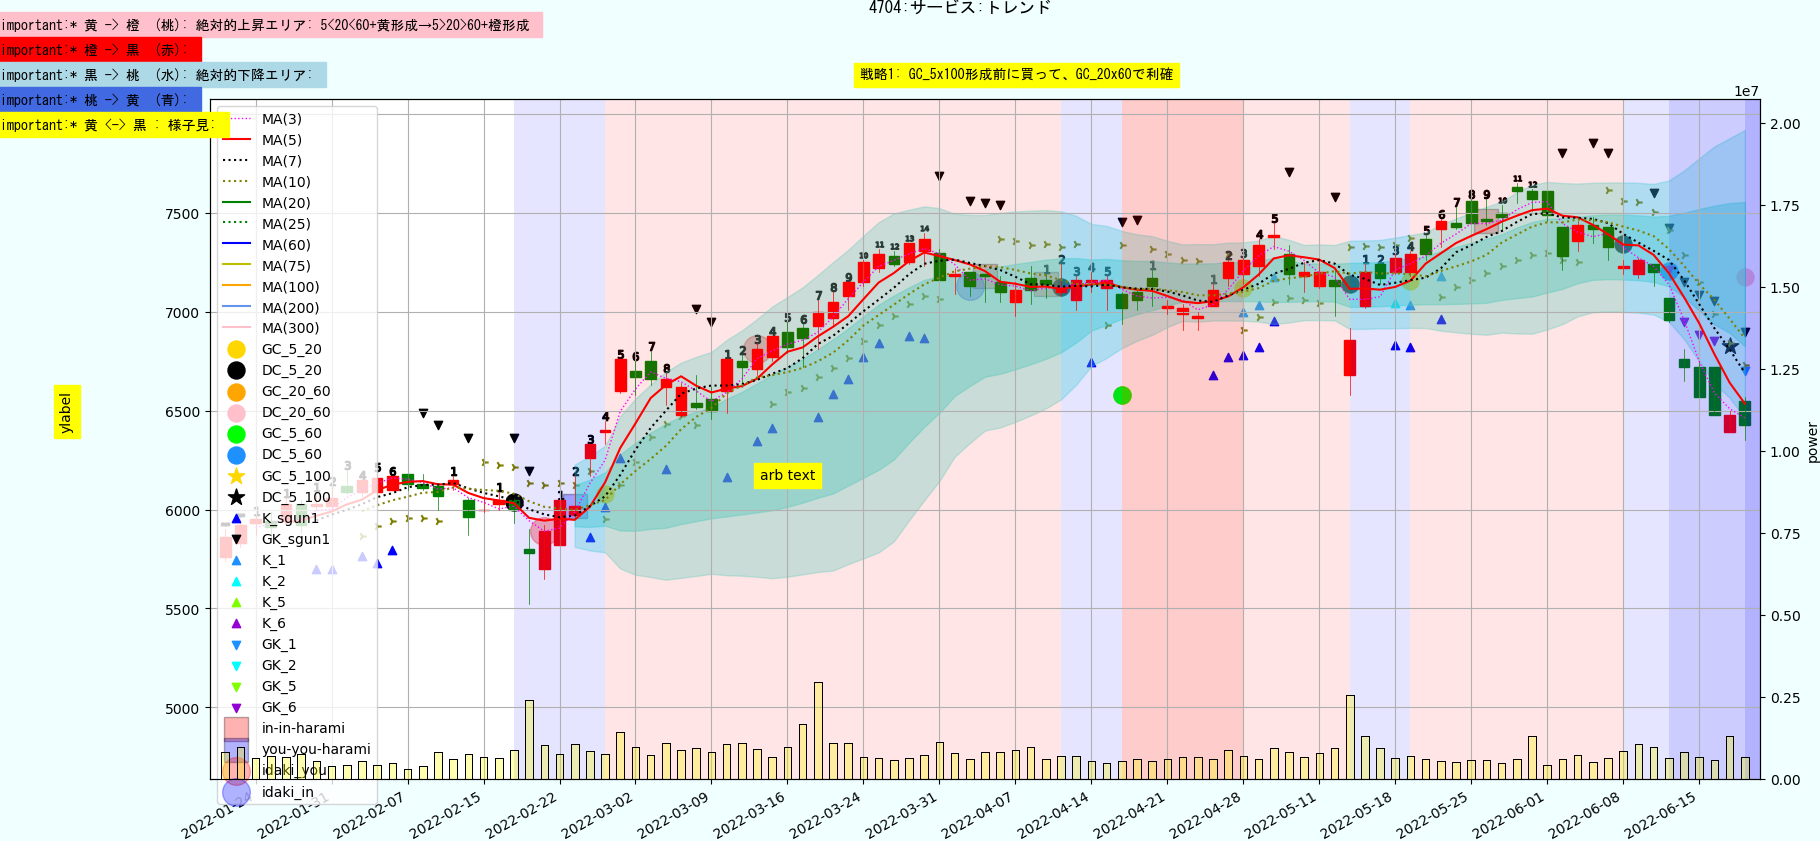 4704:サービス:トレンド
important:* 黄 -> 橙 (桃): 絶対的上昇エリア: 5<20<60+黄形成→5>20>60+橙形成
important:* 橙 -> 黒 (赤):
important:* 黒 -> 桃 (水): 絶対的下降エリア:
important:* 桃 -> 黄 (青):
important:* 黄 <-> 黒 : 様子見:
戦略1: GC_5x100形成前に買って、GC_20x60で利確
1e7
MA(3)
MA(5)
MA(7)
MA(10)
MA(20)
MA(25)
MA(60)
MA(75)
MA(100)
MA(200)
MA(300)
GC_5_20
DC_5_20
GC_20_60
DC_20_60
GC_5_60
DC_5_60
GC_5_100
DC_5_100
K_sgun1
GK_sgun1
K_1
K_2
K_5
K_6
GK_1
GK_2
GK_5
GK_6
in-in-harami
you-you-harami
idaki_you
idaki_in
7500
7000
6500
6000
5500
5000
ylabel
arb text
2.00
1.75
1.50
1.25
1.00
0.75
0.50
0.25
0.00
power
2022-01-24
2022-01-31
2022-02-07
2022-02-15
2022-02-22
2022-03-02
2022-03-09
2022-03-16
2022-03-24
2022-03-31
2022-04-07
2022-04-14
2022-04-21
2022-04-28
2022-05-11
2022-05-18
2022-05-25
2022-06-01
2022-06-08
2022-06-15